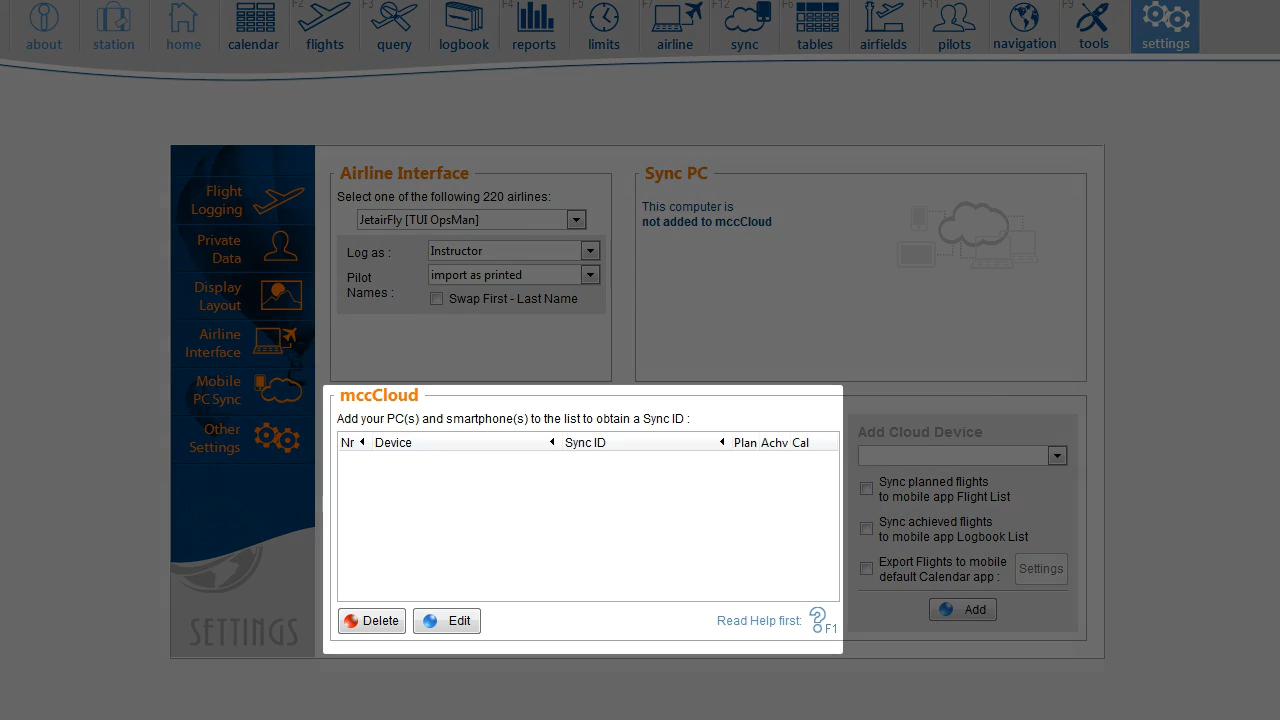 F2 F3 F4 F5 F7 F12 F6 F11 F9
about station home calendar flights query logbook reports limits airline sync tables airfields pilots navigation tools settings
Flight
Logging
Private
Data
Display
Layout
Airline
Interface
Mobile
PC Sync
Other
Settings
SETTINGS
Airline Interface
Select one of the following 220 airlines:
JetairFly [TUI OpsMan]
Log as : Instructor
Pilot
Names : import as printed
Swap First - Last Name
Sync PC
This computer is
not added to mccCloud
mccCloud
Add your PC(s) and smartphone(s) to the list to obtain a Sync ID :
Nr Device Sync ID Plan Achv Cal
Delete Edit Read Help first: F1
Add Cloud Device
Sync planned flights
to mobile app Flight List
Sync achieved flights
to mobile app Logbook List
Export Flights to mobile
default Calendar app : Settings
Add